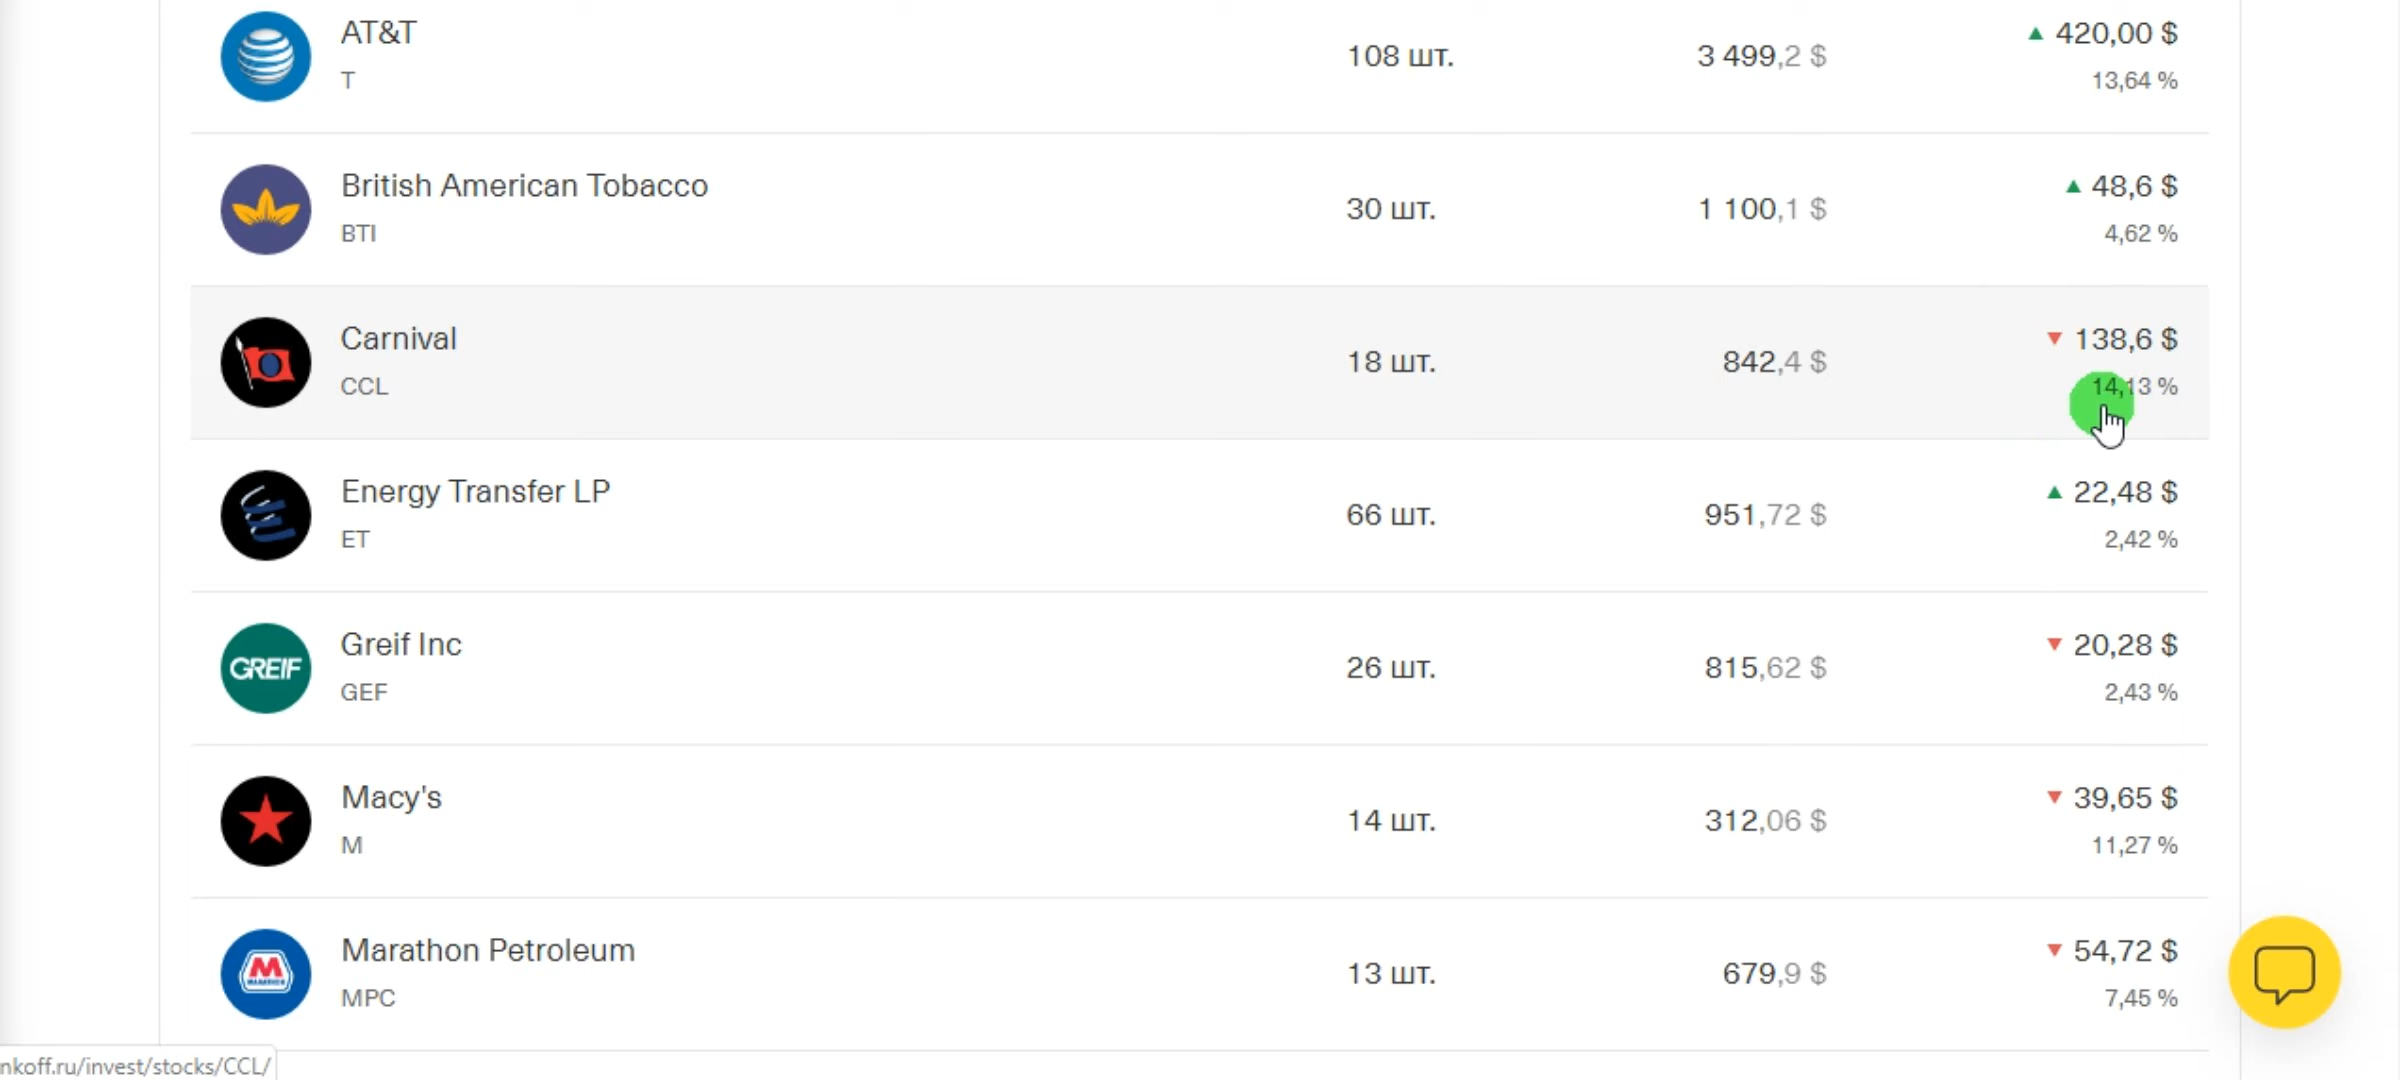 AT&T
T
108 шт.
3 499,2 $
420,00 $
13,64 %
British American Tobacco
BTI
30 шт.
1 100,1 $
48,6 $
4,62 %
Carnival
CCL
18 шт.
842,4 $
138,6 $
14,13 %
Energy Transfer LP
ET
66 шт.
951,72 $
22,48 $
2,42 %
GREIF
Greif Inc
GEF
26 шт.
815,62 $
20,28 $
2,43 %
Macy's
M
14 шт.
312,06 $
39,65 $
11,27 %
M
MARATHON
Marathon Petroleum
MPC
13 шт.
679,9 $
54,72 $
7,45 %
nkoff.ru/invest/stocks/CCL/